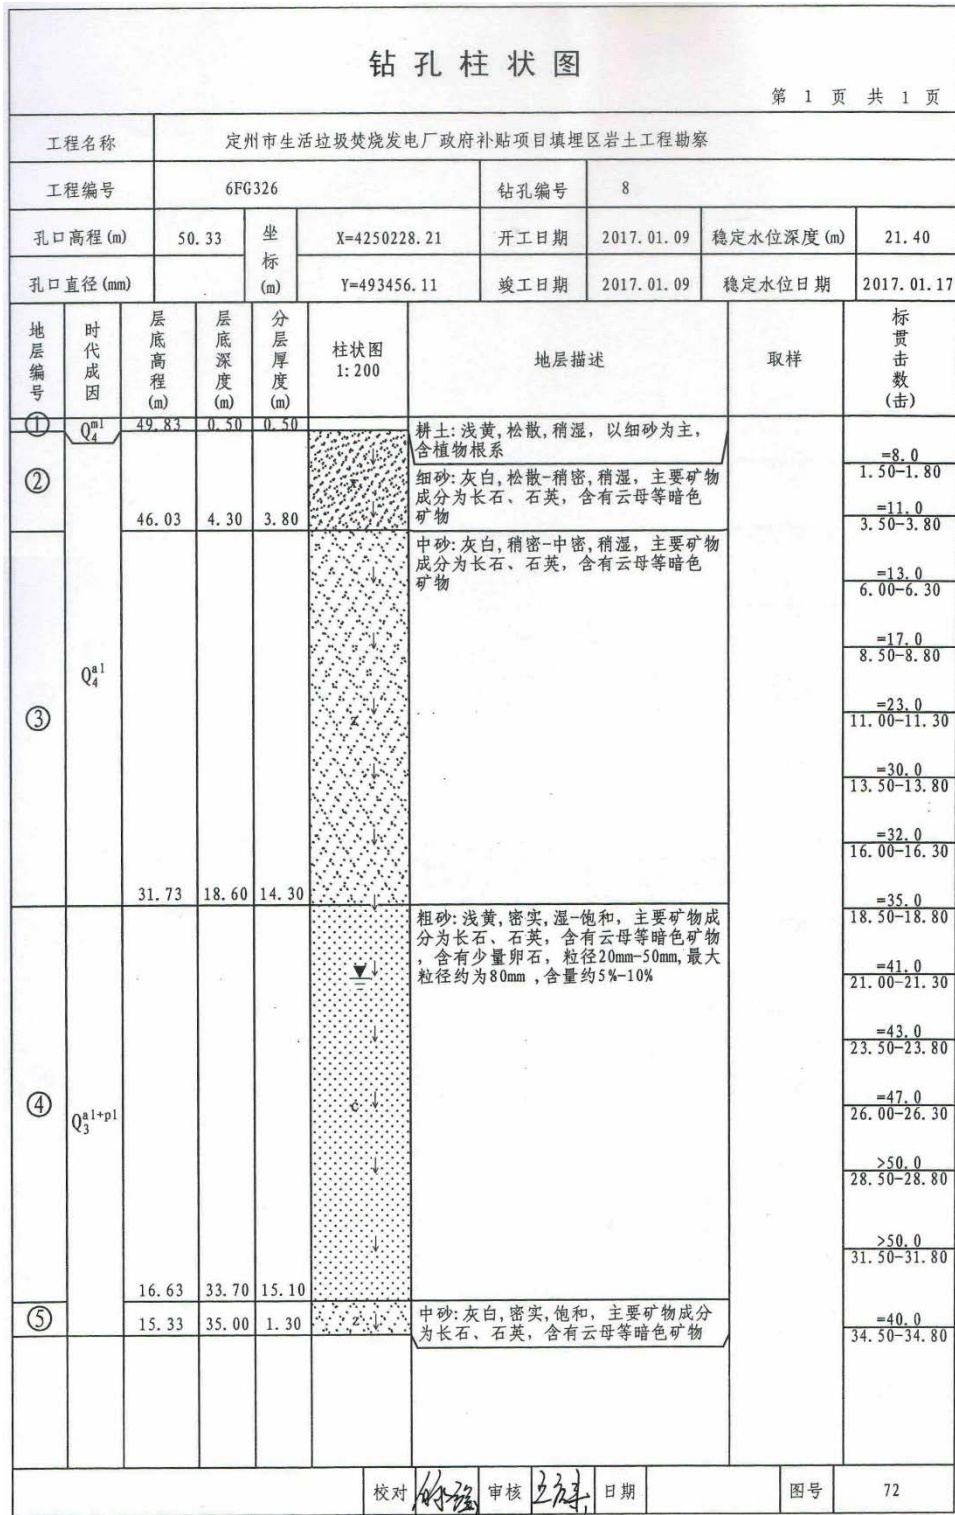 钻孔柱状图
第 1 页 共 1 页
工程名称 定州市生活垃圾焚烧发电厂政府补贴项目填埋区岩土工程勘察
工程编号 6FG326 钻孔编号 8
孔口高程(m) 50.33 坐标(m) X=4250228.21 开工日期 2017.01.09 稳定水位深度(m) 21.40
孔口直径(mm) Y=493456.11 竣工日期 2017.01.09 稳定水位日期 2017.01.17
地层编号 时代成因 层底高程(m) 层底深度(m) 分层厚度(m) 柱状图 1:200 地层描述 取样 标贯击数(击)
① Q₄ᵐˡ 49.83 0.50 0.50
耕土:浅黄,松散,稍湿, 以细砂为主,
含植物根系
=8.0
1.50-1.80
②
细砂:灰白,松散-稍密,稍湿, 主要矿物
成分为长石、石英, 含有云母等暗色
矿物
46.03 4.30 3.80
=11.0
3.50-3.80
中砂:灰白,稍密-中密,稍湿, 主要矿物
成分为长石、石英, 含有云母等暗色
矿物
=13.0
6.00-6.30
=17.0
8.50-8.80
Q₄ᵃˡ
③
z
=23.0
11.00-11.30
=30.0
13.50-13.80
=32.0
16.00-16.30
31.73 18.60 14.30
=35.0
18.50-18.80
粗砂:浅黄,密实,湿-饱和, 主要矿物成
分为长石、石英, 含有云母等暗色矿物
, 含有少量卵石, 粒径20mm-50mm,最大
粒径约为80mm ,含量约5%-10%
=41.0
21.00-21.30
=43.0
23.50-23.80
④ Q₃ᵃˡ⁺ᵖˡ
c
=47.0
26.00-26.30
>50.0
28.50-28.80
>50.0
31.50-31.80
16.63 33.70 15.10
⑤ 15.33 35.00 1.30 z
中砂:灰白,密实,饱和, 主要矿物成分
为长石、石英, 含有云母等暗色矿物
=40.0
34.50-34.80
校对 审核 日期 图号 72